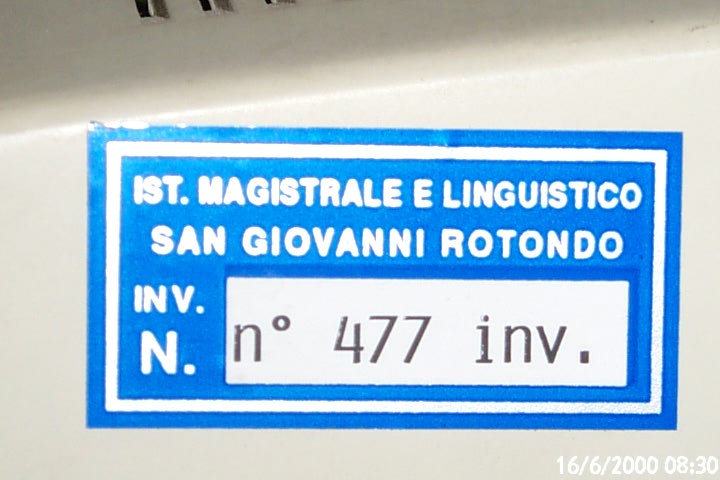 IST. MAGISTRALE E LINGUISTICO
SAN GIOVANNI ROTONDO
INV.
N. n° 477 inv.
16/6/2000 08:30